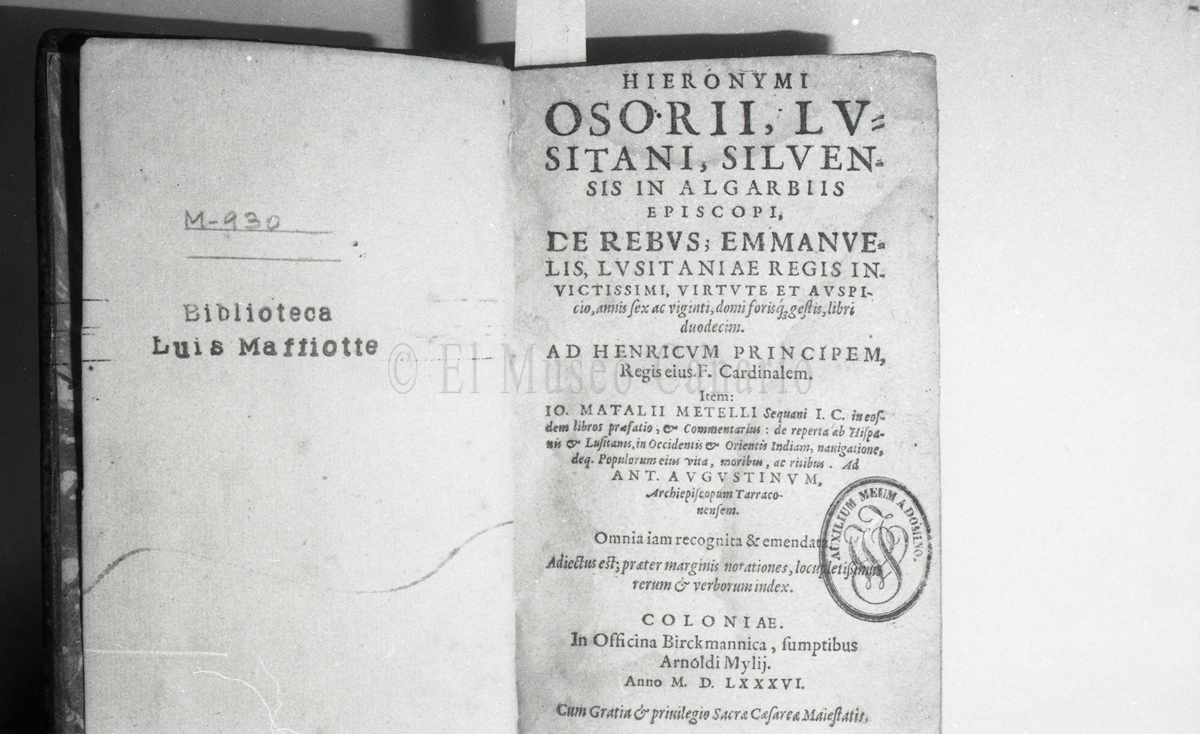 M-930
Biblioteca
Luis Maffiotte
HIERONYMI
OSORII, LV=
SITANI, SILVEN-
SIS IN ALGARBIIS
EPISCOPI,
DE REBVS; EMMANVE-
LIS, LVSITANIAE REGIS IN-
VICTISSIMI, VIRTVTE ET AVSPI-
cio, annis ſex ac viginti, domi forisq́; geſtis, libri
duodecim.
AD HENRICVM PRINCIPEM,
Regis eius F. Cardinalem.
Item:
IO. MATALII METELLI Sequani I. C. in eoſ-
dem libros præfatio, & Commentarius: de reperta ab Hiſpa-
nis & Luſitanis, in Occidentis & Orientis Indiam, nauigatione,
deq. Populorum eius vita, moribus, ac ritibus. Ad
ANT. AVGVSTINVM,
Archiepiſcopum Tarraco-
nenſem.
Omnia iam recognita & emendata.
Adiectus eſt; præter marginis notationes, locupletiſſimus
rerum & verborum index.
AUXILIUM MEUM A DOMINO.
COLONIAE.
In Officina Birckmannica, ſumptibus
Arnoldi Mylij.
Anno M. D. LXXXVI.
Cum Gratia & priuilegio Sacræ Cæſareæ Maieſtatis.
© El Museo Canario